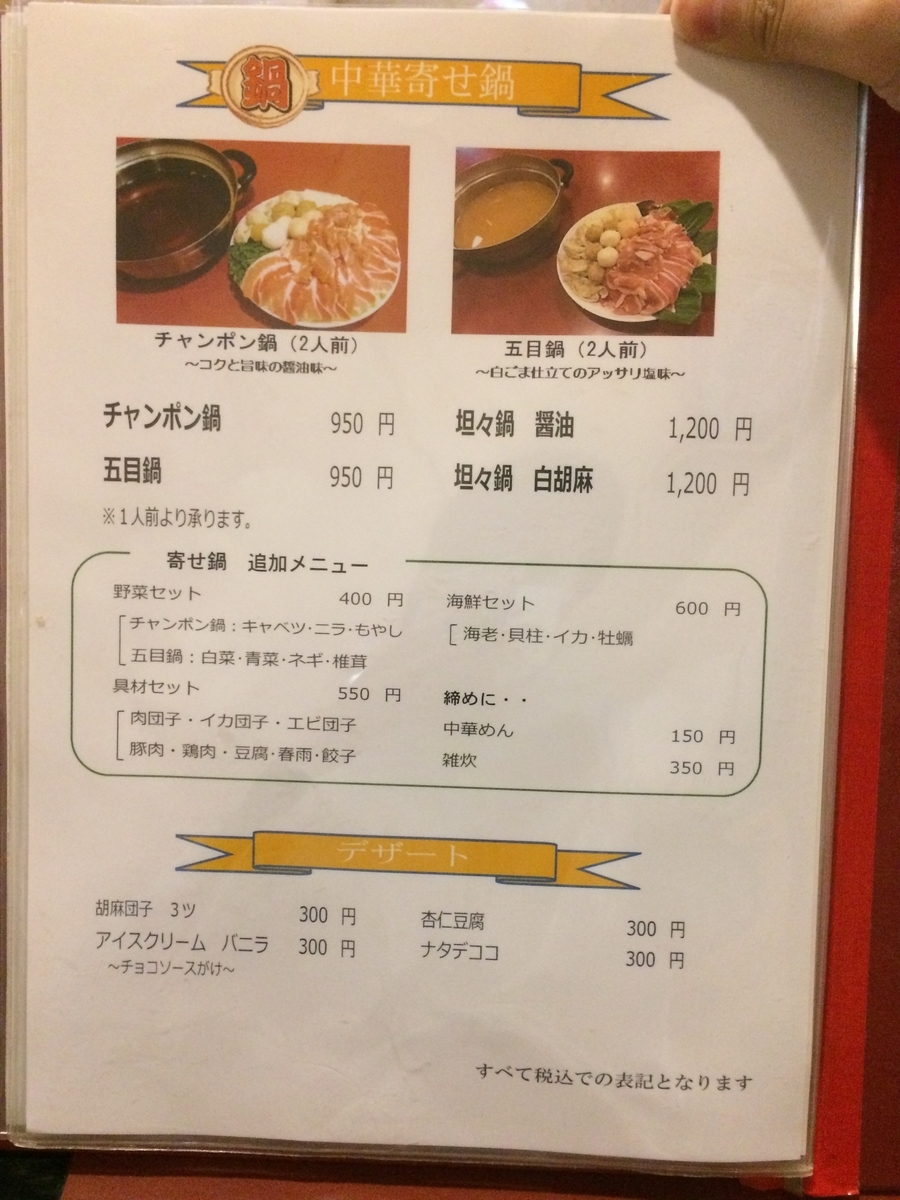 鍋 中華寄せ鍋
チャンポン鍋（2人前）
～コクと旨味の醤油味～
五目鍋（2人前）
～白ごま仕立てのアッサリ塩味～
チャンポン鍋 950 円
五目鍋 950 円
※１人前より承ります。
坦々鍋 醤油 1,200 円
坦々鍋 白胡麻 1,200 円
寄せ鍋 追加メニュー
野菜セット 400 円
チャンポン鍋：キャベツ･ニラ･もやし
五目鍋：白菜･青菜･ネギ･椎茸
具材セット 550 円
肉団子・イカ団子・エビ団子
豚肉・鶏肉・豆腐･春雨･餃子
海鮮セット 600 円
海老･貝柱･イカ･牡蠣
締めに・・
中華めん 150 円
雑炊 350 円
デザート
胡麻団子 3ツ 300 円
アイスクリーム バニラ 300 円
～チョコソースがけ～
杏仁豆腐 300 円
ナタデココ 300 円
すべて税込での表記となります